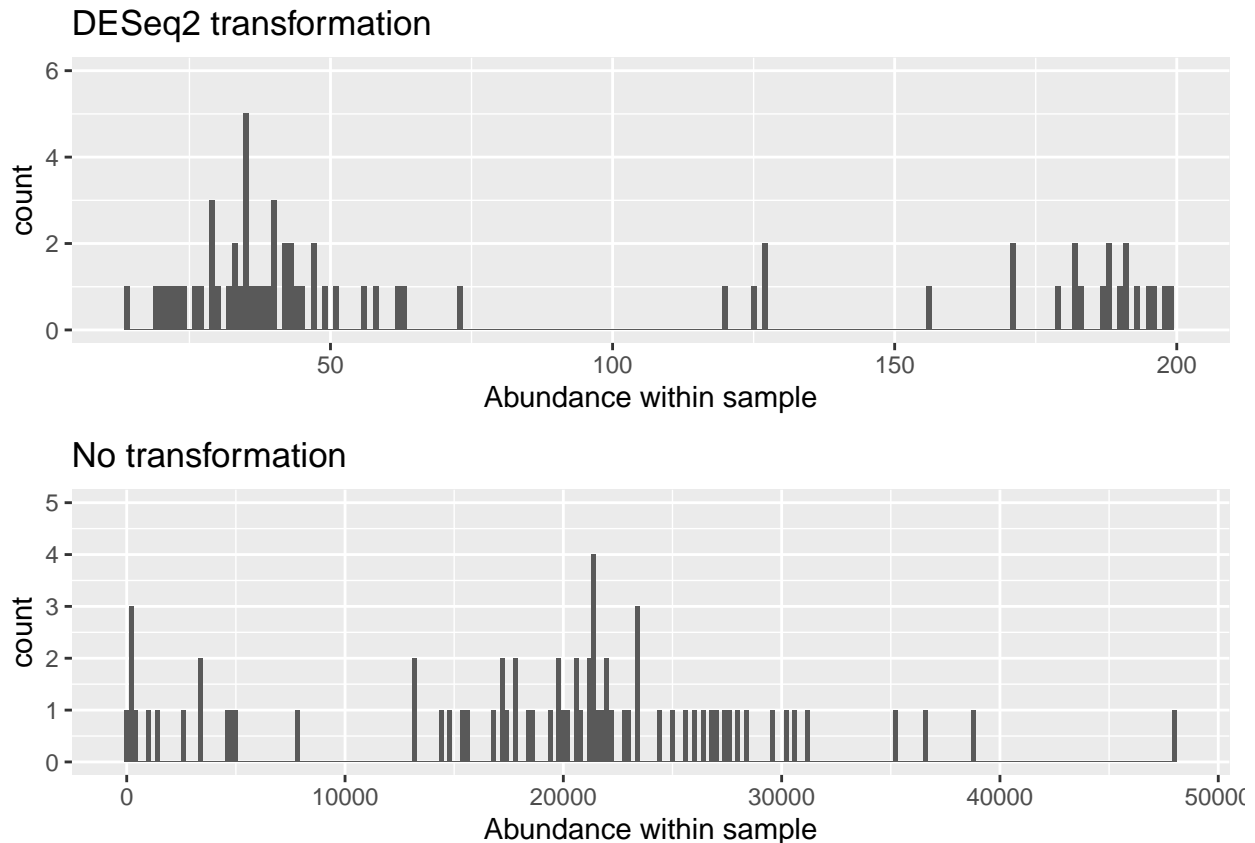 DESeq2 transformation
6
4
2
0
count
50 100 150 200
Abundance within sample
No transformation
5
4
3
2
1
0
count
0 10000 20000 30000 40000 50000
Abundance within sample